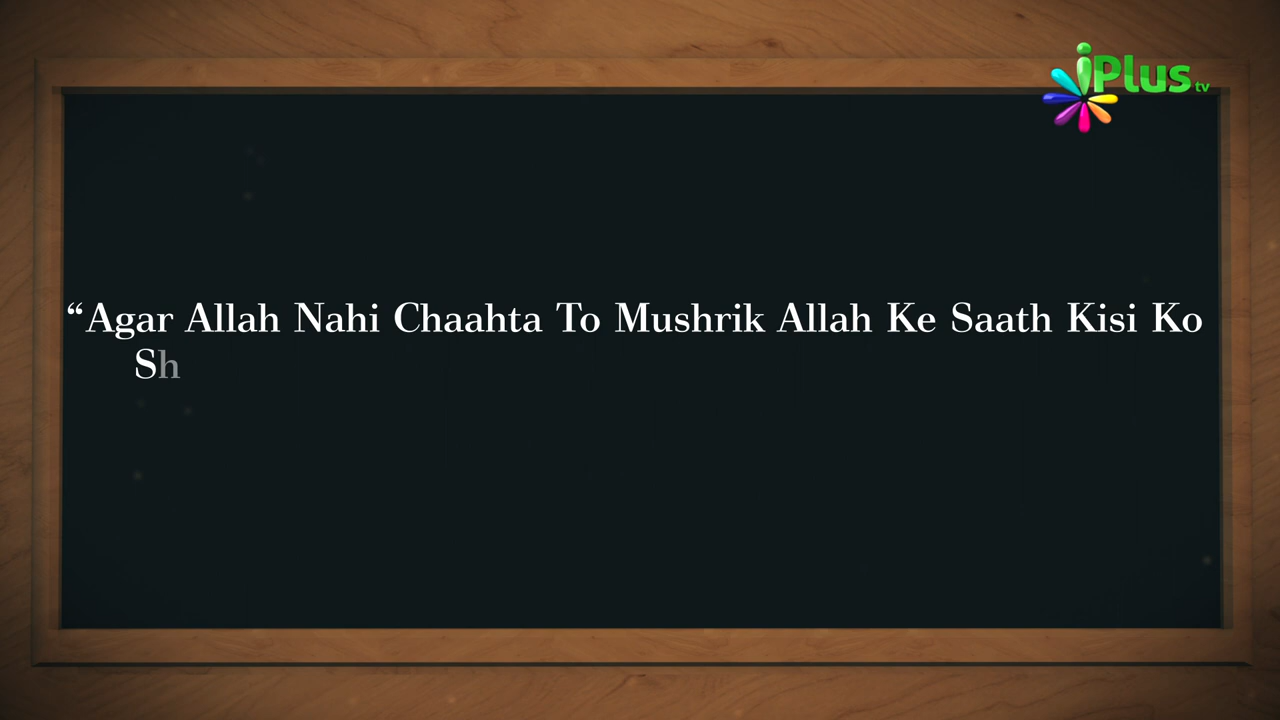 iPlus tv
“Agar Allah Nahi Chaahta To Mushrik Allah Ke Saath Kisi Ko
Sh